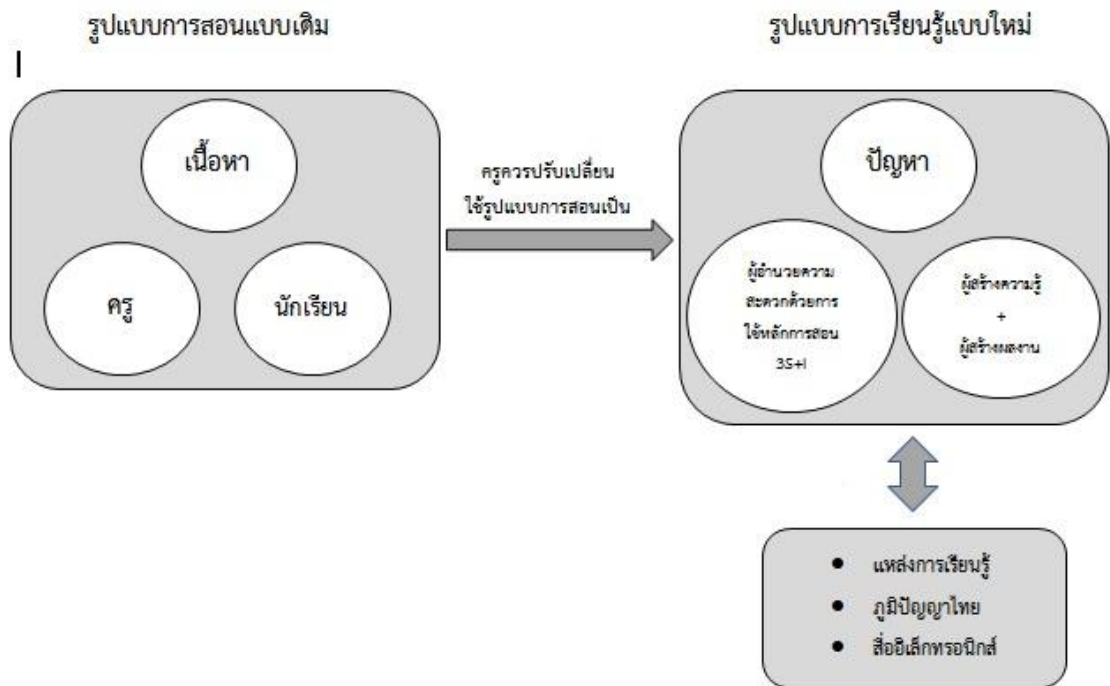 รูปแบบการสอนแบบเดิม
รูปแบบการเรียนรู้แบบใหม่
เนื้อหา
ครู
นักเรียน
ครูควรปรับเปลี่ยน
ใช้รูปแบบการสอนเป็น
ปัญหา
ผู้อำนวยความ
สะดวกด้วยการ
ใช้หลักการสอน
3S+I
ผู้สร้างความรู้
+
ผู้สร้างผลงาน
● แหล่งการเรียนรู้
● ภูมิปัญญาไทย
● สื่ออิเล็กทรอนิกส์